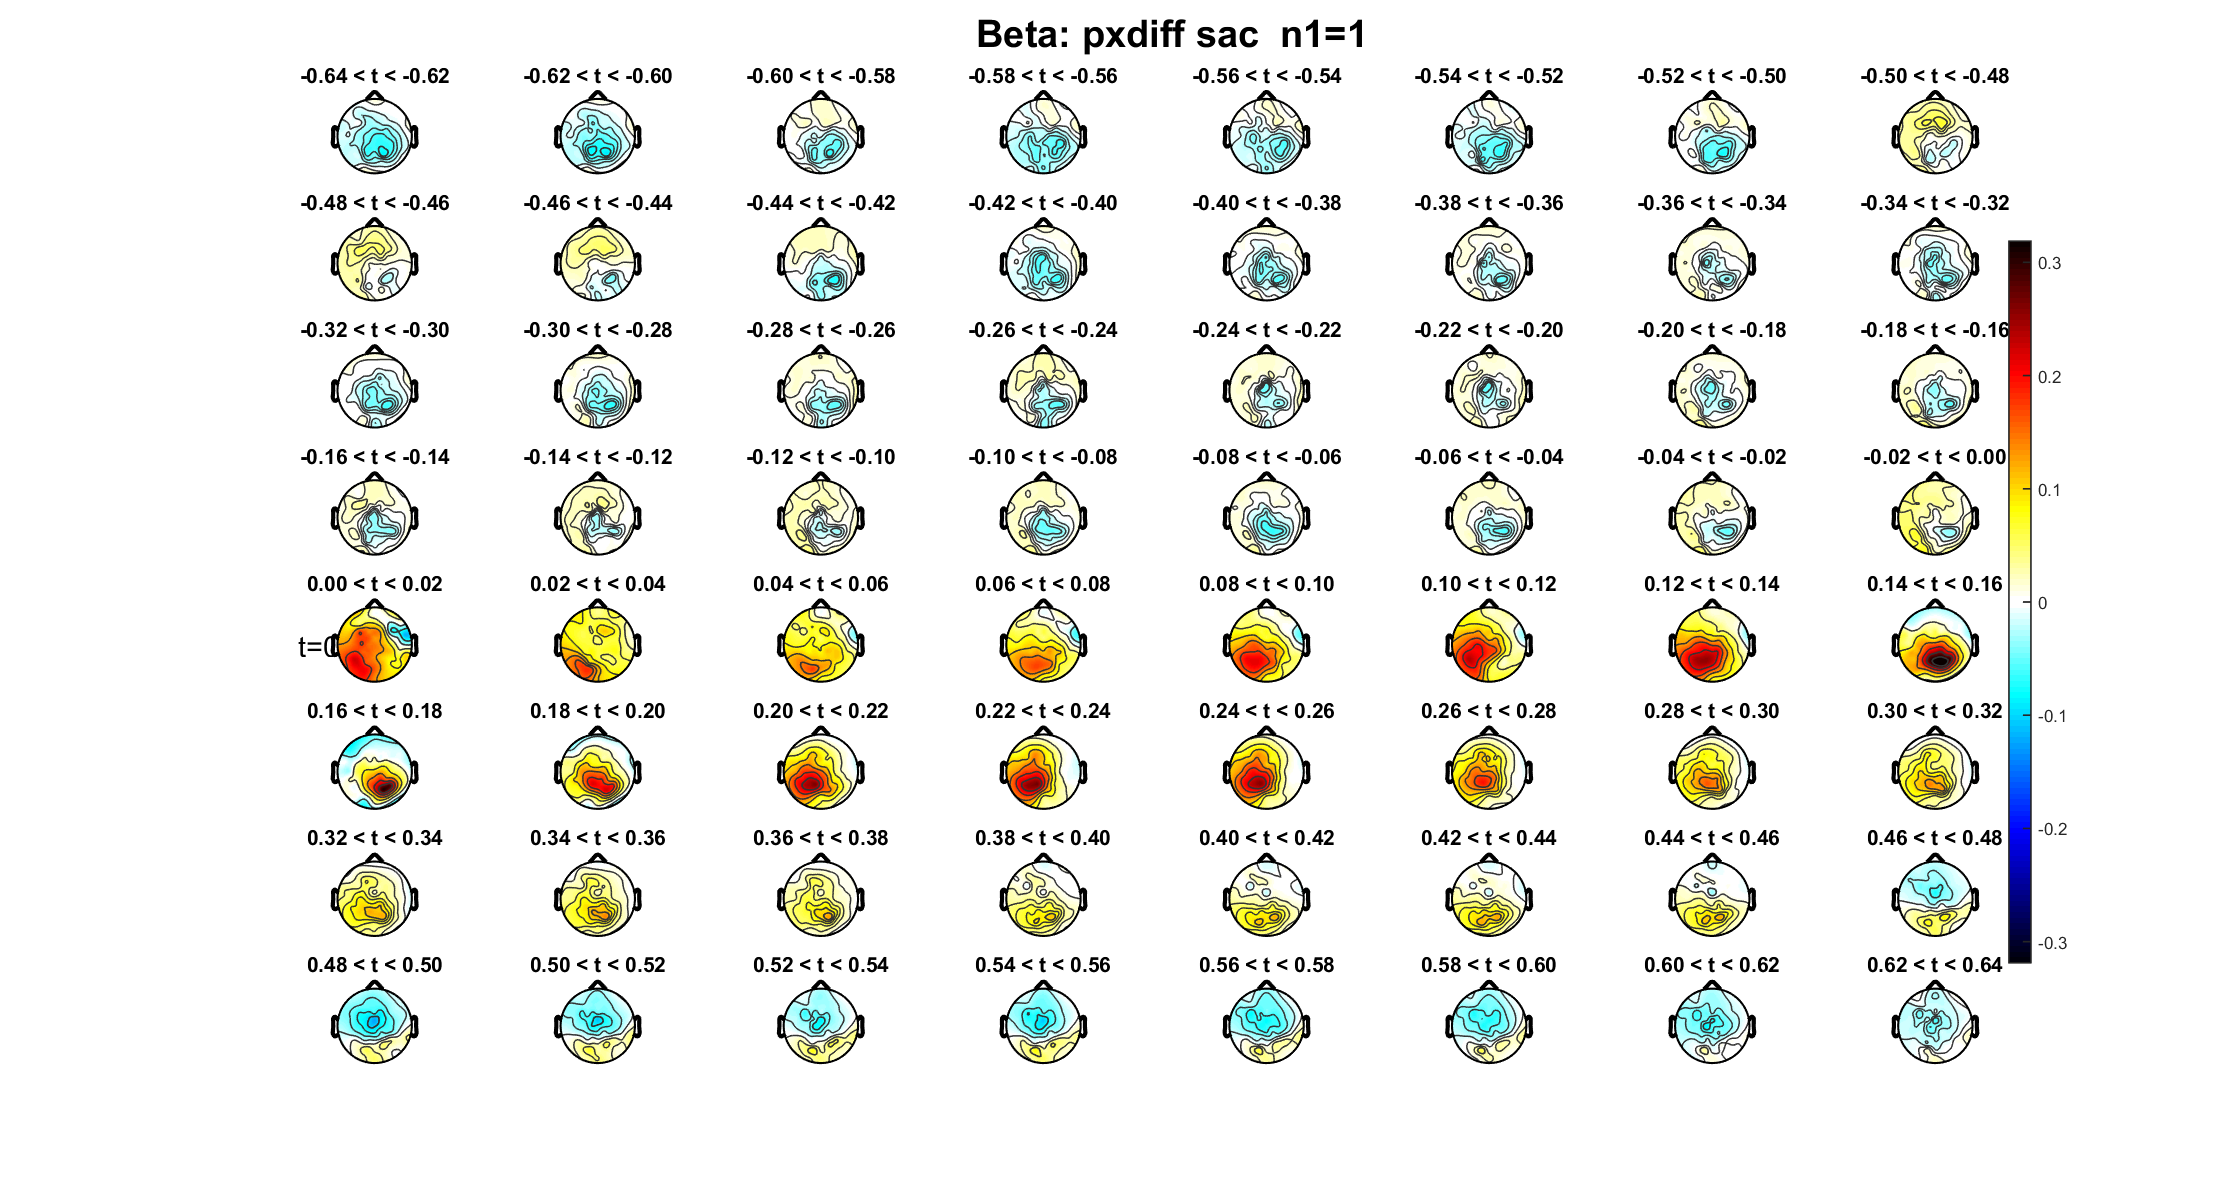 Beta: pxdiff sac  n1=1
-0.64 < t < -0.62 -0.62 < t < -0.60 -0.60 < t < -0.58 -0.58 < t < -0.56 -0.56 < t < -0.54 -0.54 < t < -0.52 -0.52 < t < -0.50 -0.50 < t < -0.48
-0.48 < t < -0.46 -0.46 < t < -0.44 -0.44 < t < -0.42 -0.42 < t < -0.40 -0.40 < t < -0.38 -0.38 < t < -0.36 -0.36 < t < -0.34 -0.34 < t < -0.32
0.3
-0.32 < t < -0.30 -0.30 < t < -0.28 -0.28 < t < -0.26 -0.26 < t < -0.24 -0.24 < t < -0.22 -0.22 < t < -0.20 -0.20 < t < -0.18 -0.18 < t < -0.16
0.2
-0.16 < t < -0.14 -0.14 < t < -0.12 -0.12 < t < -0.10 -0.10 < t < -0.08 -0.08 < t < -0.06 -0.06 < t < -0.04 -0.04 < t < -0.02 -0.02 < t < 0.00
0.1
0.00 < t < 0.02 0.02 < t < 0.04 0.04 < t < 0.06 0.06 < t < 0.08 0.08 < t < 0.10 0.10 < t < 0.12 0.12 < t < 0.14 0.14 < t < 0.16
0
t=0
0.16 < t < 0.18 0.18 < t < 0.20 0.20 < t < 0.22 0.22 < t < 0.24 0.24 < t < 0.26 0.26 < t < 0.28 0.28 < t < 0.30 0.30 < t < 0.32
-0.1
0.32 < t < 0.34 0.34 < t < 0.36 0.36 < t < 0.38 0.38 < t < 0.40 0.40 < t < 0.42 0.42 < t < 0.44 0.44 < t < 0.46 0.46 < t < 0.48
-0.2
-0.3
0.48 < t < 0.50 0.50 < t < 0.52 0.52 < t < 0.54 0.54 < t < 0.56 0.56 < t < 0.58 0.58 < t < 0.60 0.60 < t < 0.62 0.62 < t < 0.64